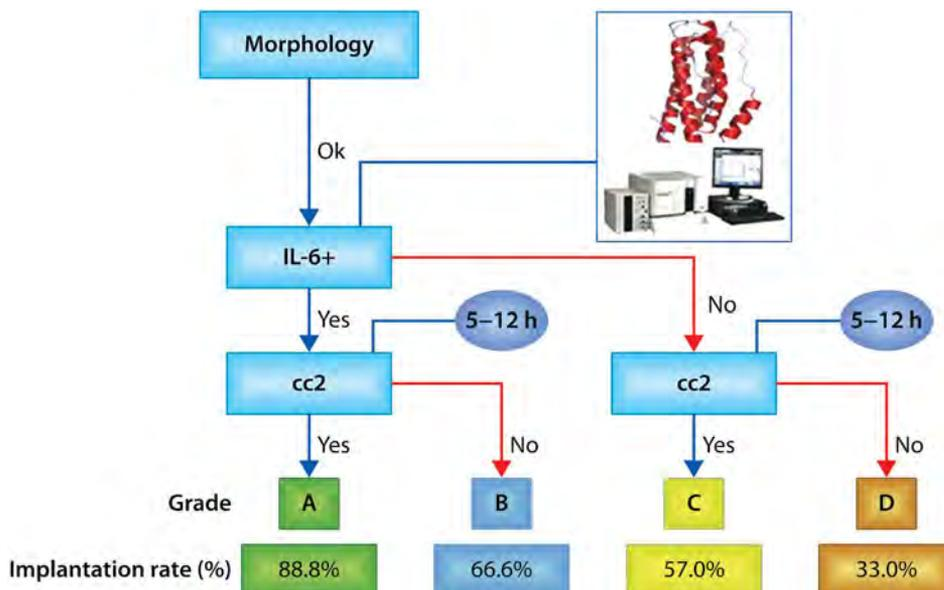 Morphology
Ok
IL-6+
Yes
No
5–12 h
5–12 h
cc2
cc2
Yes
No
Yes
No
Grade
A
B
C
D
Implantation rate (%)
88.8%
66.6%
57.0%
33.0%